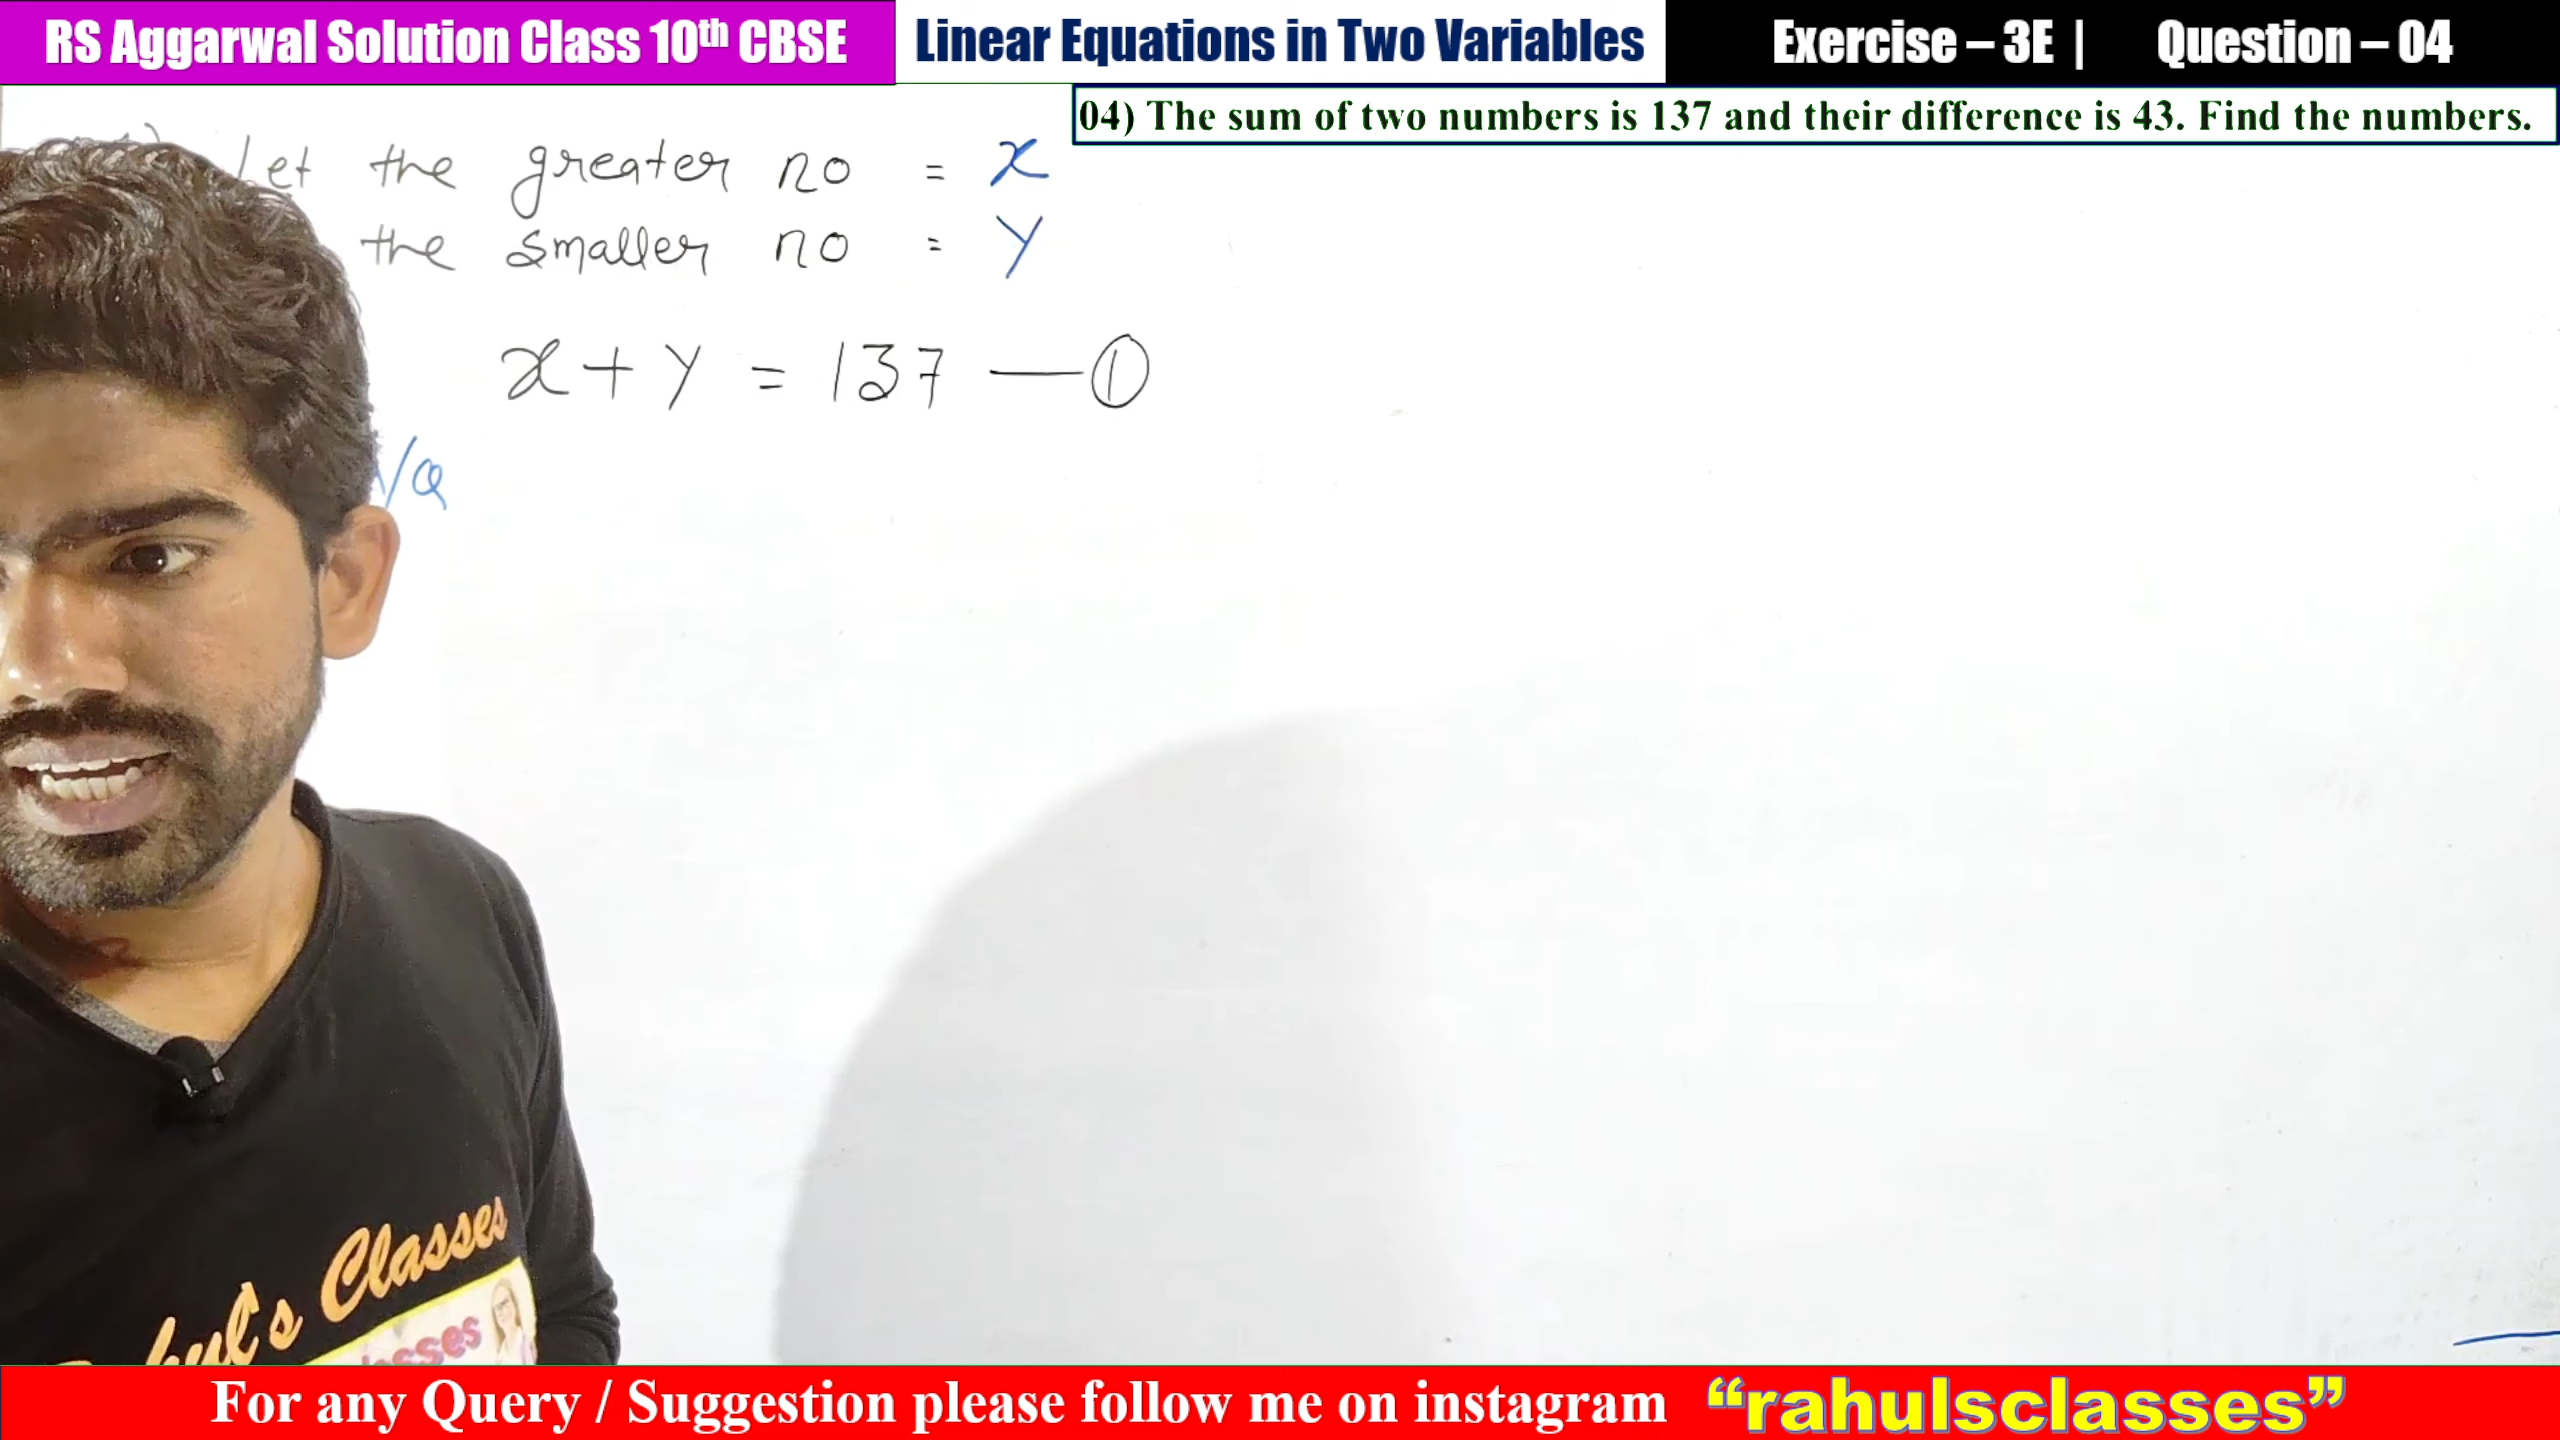 RS Aggarwal Solution Class 10th CBSE
Linear Equations in Two Variables
Exercise – 3E | Question – 04
04) The sum of two numbers is 137 and their difference is 43. Find the numbers.
Let the greater no = x
the smaller no = y
x + y = 137 — ①
/Q
Classes
For any Query / Suggestion please follow me on instagram “rahulsclasses”